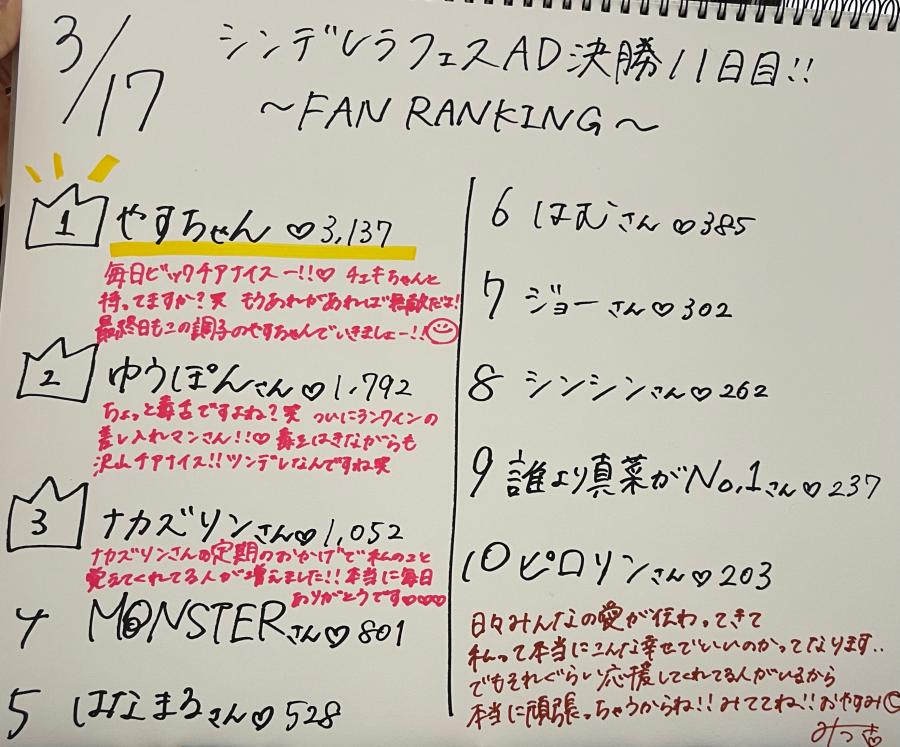 3/17
シンデレラフェスAD決勝11日目!!
～FAN RANKING～
1 やすちゃん ♡3,137
毎日ビックチアナイスー!!♡ チェキちゃんと
待ってますか?笑 もうあれがあれば無敵だよ!
最終日もこの調子のやすちゃんでいきましょー!!☺
2 ゆうぽんさん♡1,792
ちょっと毒舌ですよね?笑 ついにランクインの
差し入れマンさん!!♡ 毒をはきながらも
沢山チアナイス!! ツンデレなんですね笑
3 ナカズリンさん♡1,052
ナカズリンさんの定期のおかげで私のこと
覚えてくれてる人が増えました!! 本当に毎日
ありがとうです♡♡♡
4 MONSTERさん♡801
5 はなまるさん♡528
6 はむさん♡385
7 ジョーさん♡302
8 シンシンさん♡262
9 誰より真菜がNo.1さん♡237
10 ピロリンさん♡203
日々みんなの愛が伝わってきて
私って本当にこんな幸せでいいのかってなります..
でもそれぐらい応援してくれてる人がいるから
本当に頑張っちゃうからね!! みててね!! おやすみ☺